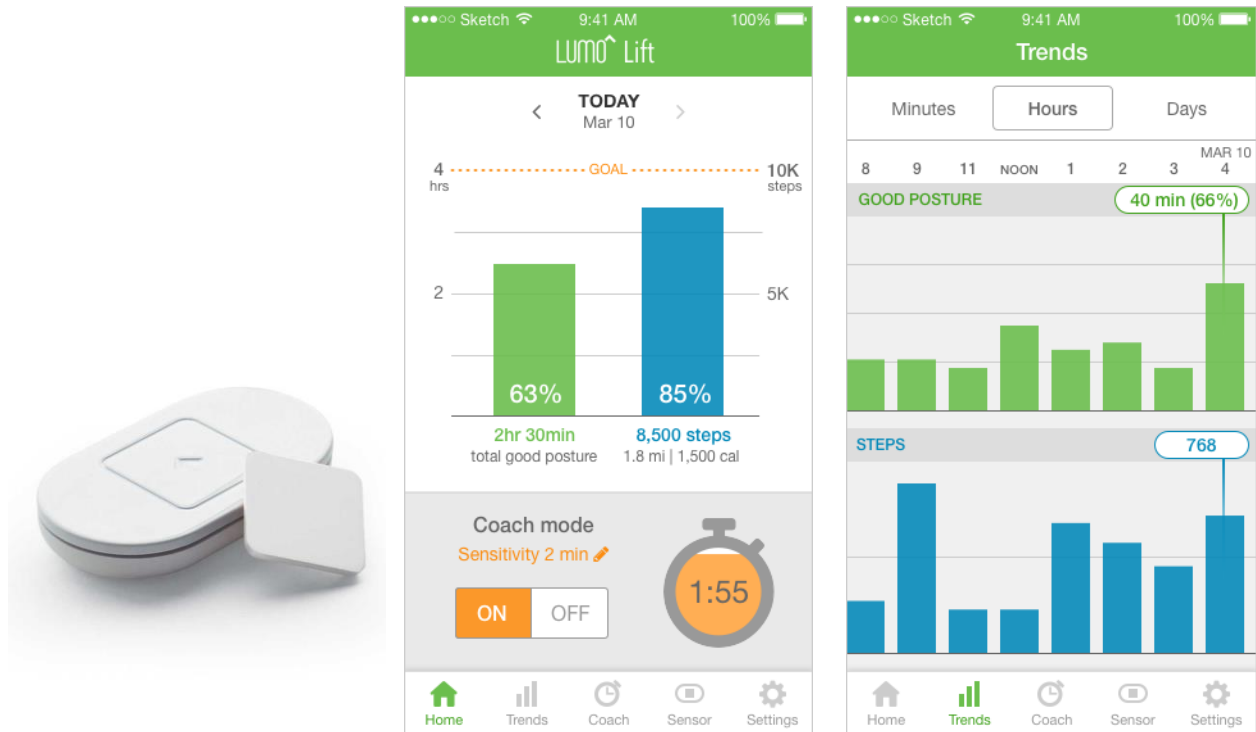 Sketch 9:41 AM 100%
LUMO Lift
TODAY
Mar 10
4 GOAL 10K
hrs steps
2 5K
63% 85%
2hr 30min 8,500 steps
total good posture 1.8 mi | 1,500 cal
Coach mode
Sensitivity 2 min
1:55
ON OFF
Home Trends Coach Sensor Settings
Sketch 9:41 AM 100%
Trends
Minutes Hours Days
MAR 10
8 9 11 NOON 1 2 3 4
GOOD POSTURE 40 min (66%)
STEPS 768
Home Trends Coach Sensor Settings